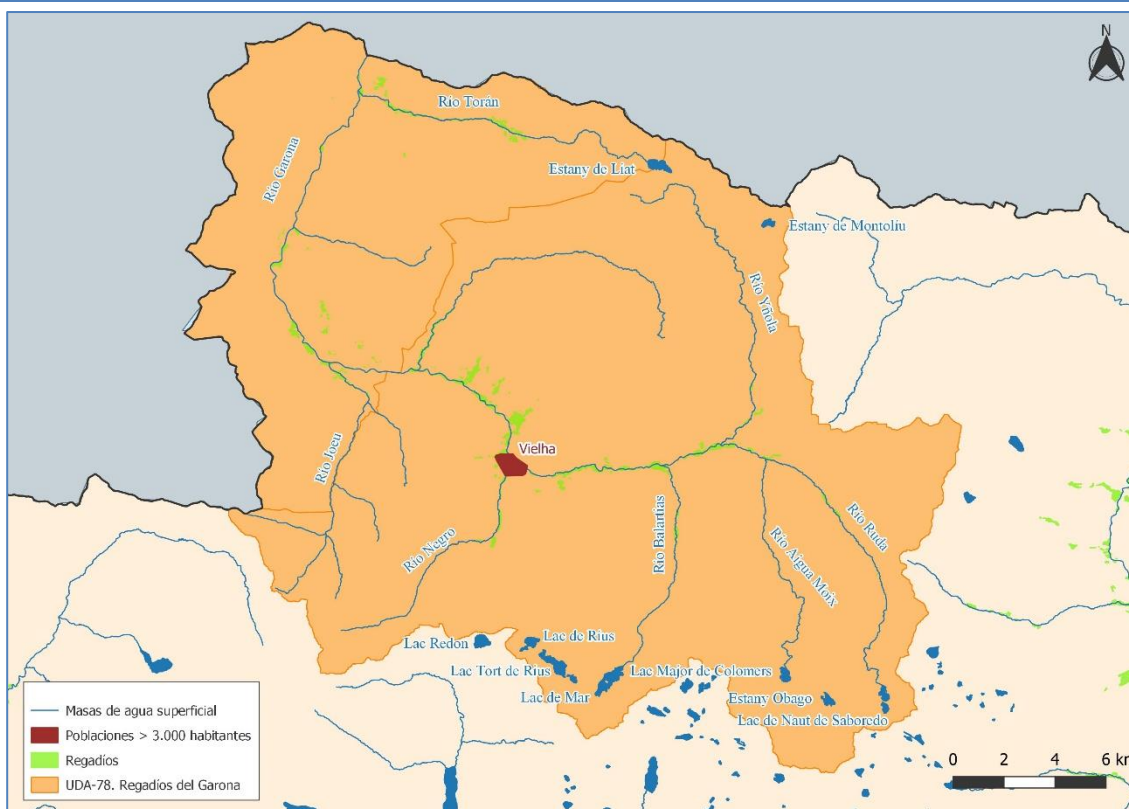 N
Río Torán
Estany de Liat
Río Garona
Estany de Montoliu
Río Yñola
Vielha
Río Joeu
Río Negro
Río Balartias
Río Aigua Moix
Río Ruda
Lac Redon
Lac de Rius
Lac Tort de Rius
Lac Major de Colomers
Lac de Mar
Estany Obago
Lac de Naut de Saboredo
Masas de agua superficial
Poblaciones > 3.000 habitantes
Regadíos
UDA-78. Regadíos del Garona
0 2 4 6 km